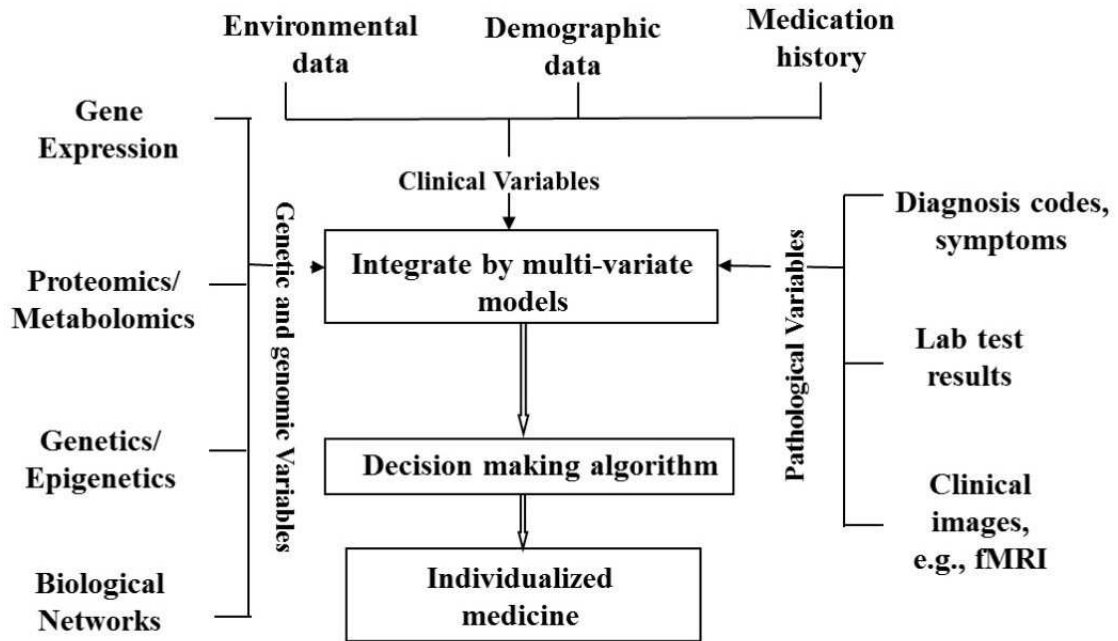 Environmental
data
Demographic
data
Medication
history
Gene
Expression
Proteomics/
Metabolomics
Genetics/
Epigenetics
Biological
Networks
Genetic and genomic Variables
Clinical Variables
Integrate by multi-variate
models
Decision making algorithm
Individualized
medicine
Pathological Variables
Diagnosis codes,
symptoms
Lab test
results
Clinical
images,
e.g., fMRI